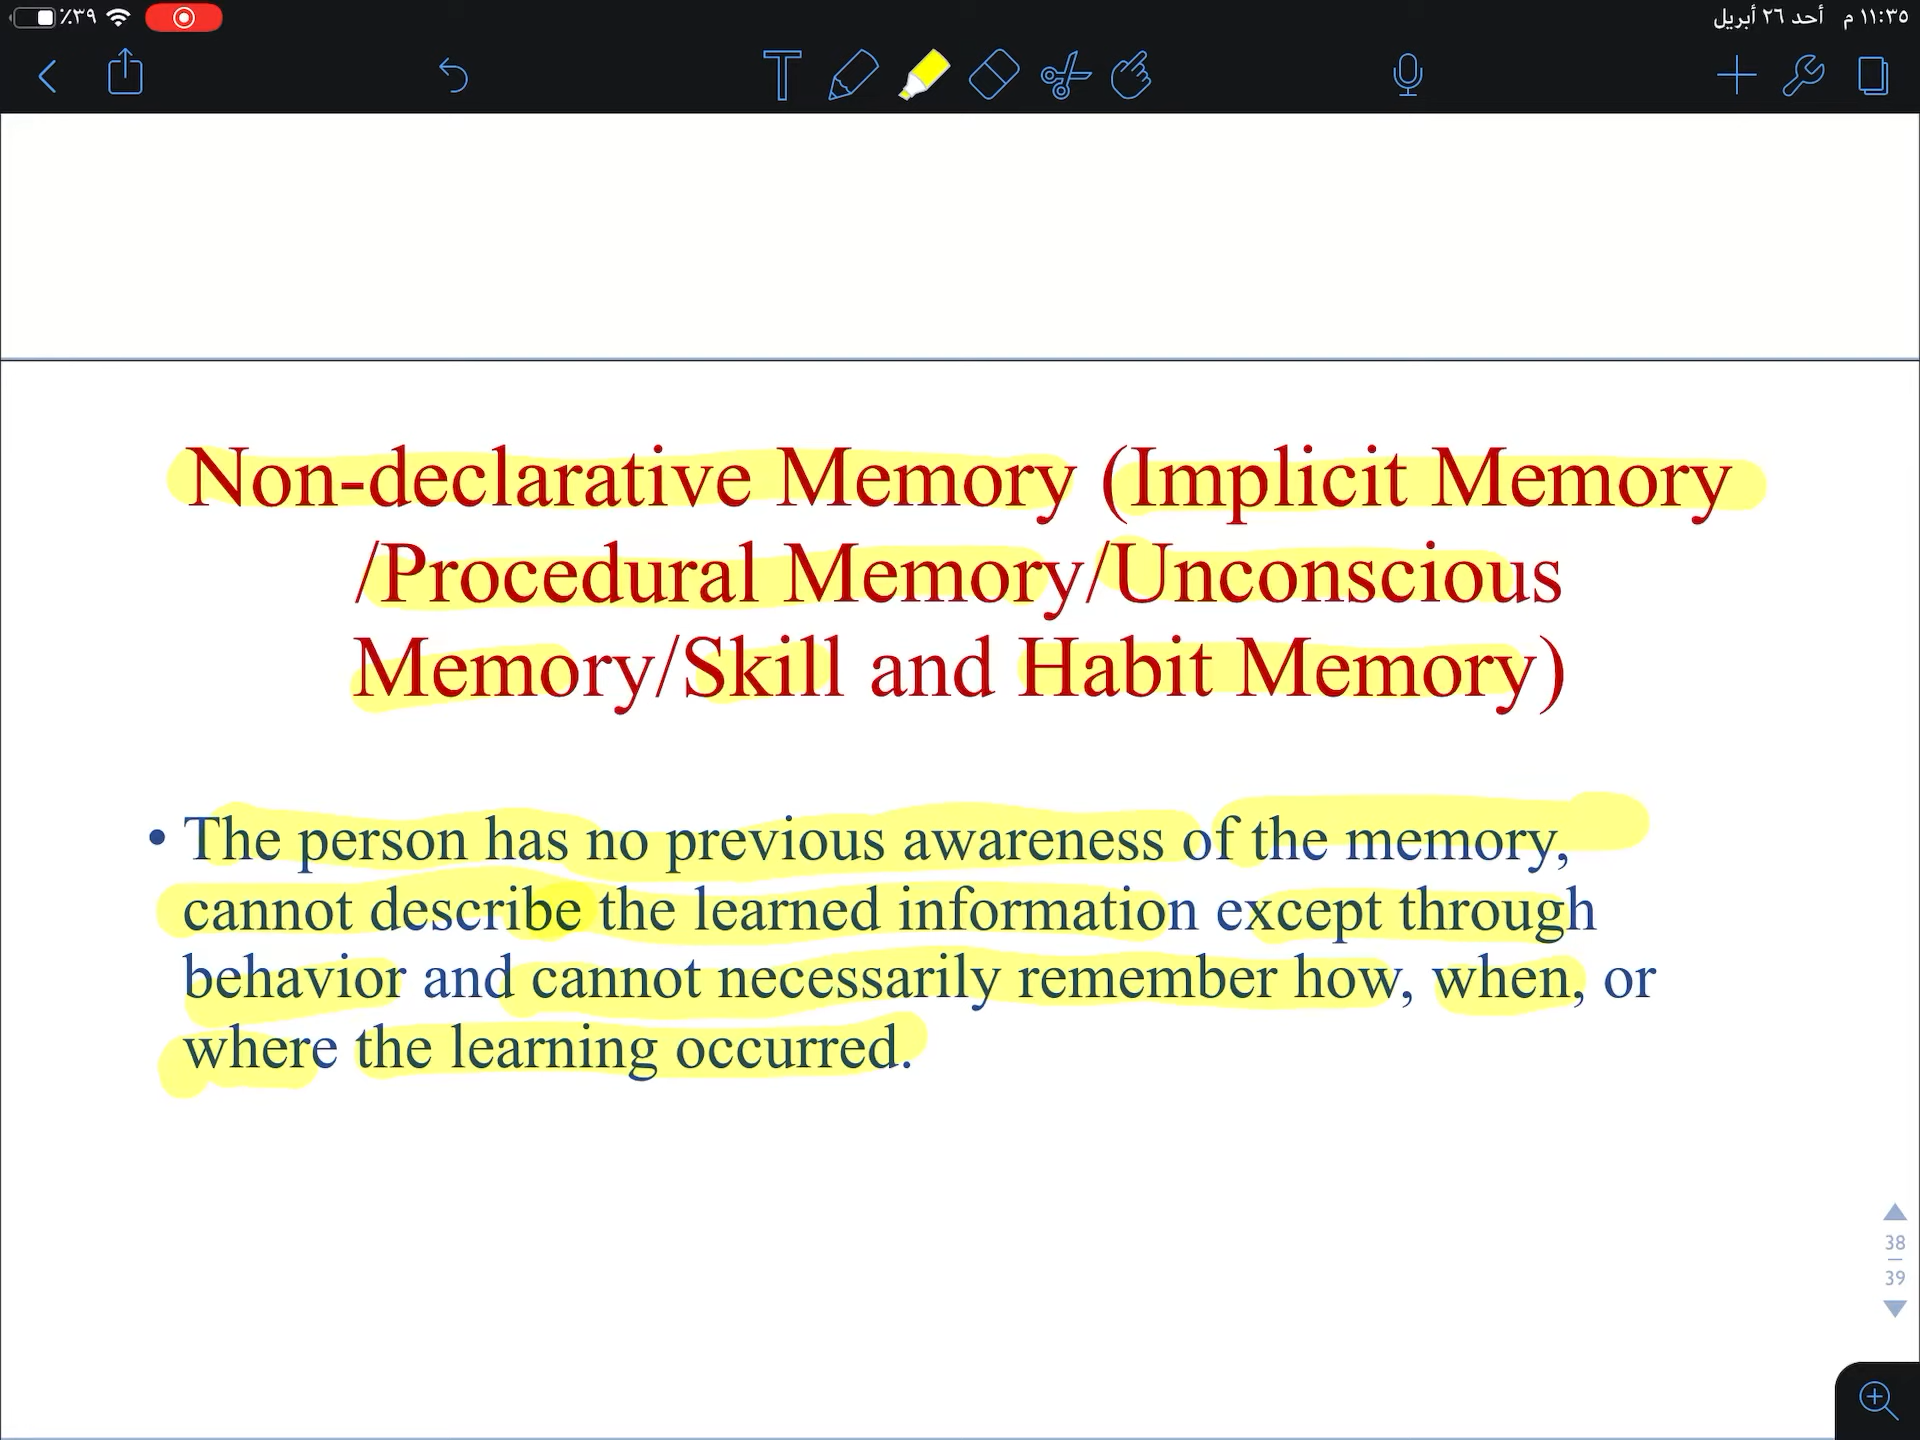 ٪٣٩
١١:٣٥ م أحد ٢٦ أبريل
T
Non-declarative Memory (Implicit Memory
/Procedural Memory/Unconscious
Memory/Skill and Habit Memory)
• The person has no previous awareness of the memory,
cannot describe the learned information except through
behavior and cannot necessarily remember how, when, or
where the learning occurred.
38
39